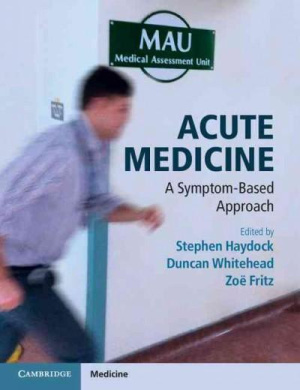 MAU
Medical Assessment Unit
ACUTE
MEDICINE
A Symptom-Based
Approach
Edited by
Stephen Haydock
Duncan Whitehead
Zoë Fritz
CAMBRIDGE
Medicine